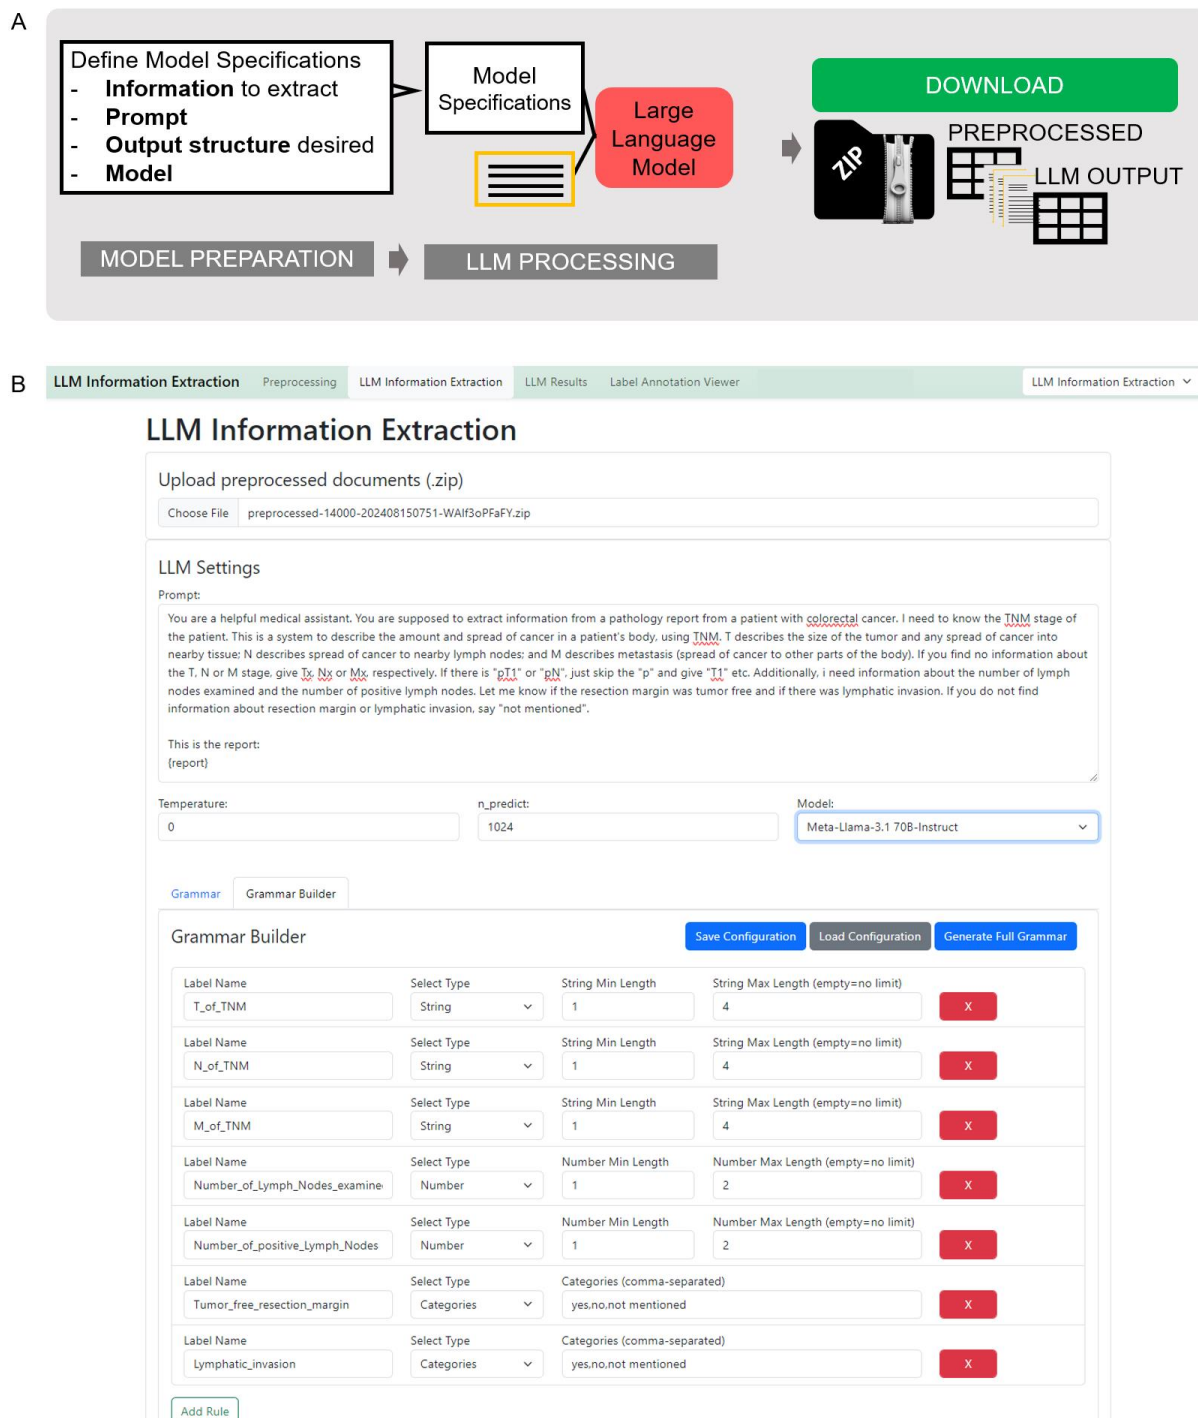 A
Define Model Specifications
- Information to extract
- Prompt
- Output structure desired
- Model
Model
Specifications
Large
Language
Model
DOWNLOAD
ZIP
PREPROCESSED
LLM OUTPUT
MODEL PREPARATION
LLM PROCESSING
B
LLM Information Extraction Preprocessing LLM Information Extraction LLM Results Label Annotation Viewer LLM Information Extraction
LLM Information Extraction
Upload preprocessed documents (.zip)
Choose File preprocessed-14000-202408150751-WAIf3oPFaFY.zip
LLM Settings
Prompt:
You are a helpful medical assistant. You are supposed to extract information from a pathology report from a patient with colorectal cancer. I need to know the TNM stage of
the patient. This is a system to describe the amount and spread of cancer in a patient's body, using TNM. T describes the size of the tumor and any spread of cancer into
nearby tissue; N describes spread of cancer to nearby lymph nodes; and M describes metastasis (spread of cancer to other parts of the body). If you find no information about
the T, N or M stage, give Tx, Nx or Mx, respectively. If there is "pT1" or "pN", just skip the "p" and give "T1" etc. Additionally, i need information about the number of lymph
nodes examined and the number of positive lymph nodes. Let me know if the resection margin was tumor free and if there was lymphatic invasion. If you do not find
information about resection margin or lymphatic invasion, say "not mentioned".
This is the report:
{report}
Temperature: n_predict: Model:
0 1024 Meta-Llama-3.1 70B-Instruct
Grammar Grammar Builder
Grammar Builder Save Configuration Load Configuration Generate Full Grammar
Label Name Select Type String Min Length String Max Length (empty=no limit)
T_of_TNM String 1 4 X
Label Name Select Type String Min Length String Max Length (empty=no limit)
N_of_TNM String 1 4 X
Label Name Select Type String Min Length String Max Length (empty=no limit)
M_of_TNM String 1 4 X
Label Name Select Type Number Min Length Number Max Length (empty=no limit)
Number_of_Lymph_Nodes_examine Number 1 2 X
Label Name Select Type Number Min Length Number Max Length (empty=no limit)
Number_of_positive_Lymph_Nodes Number 1 2 X
Label Name Select Type Categories (comma-separated)
Tumor_free_resection_margin Categories yes,no,not mentioned X
Label Name Select Type Categories (comma-separated)
Lymphatic_invasion Categories yes,no,not mentioned X
Add Rule